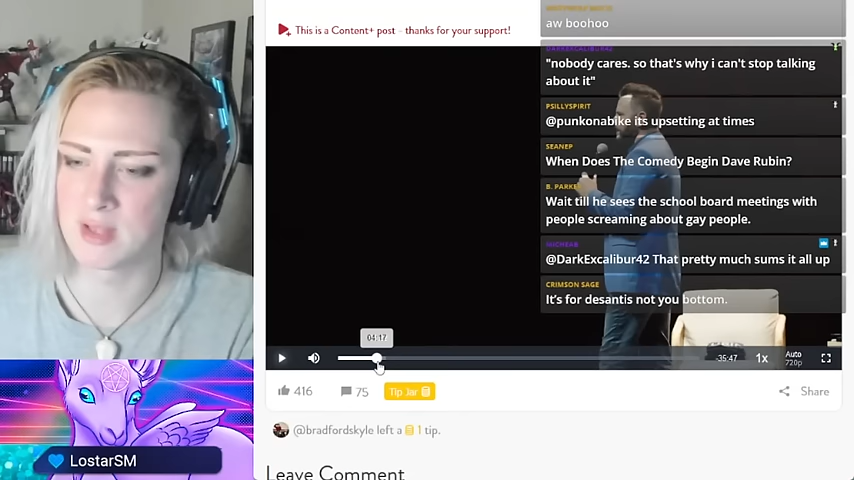 This is a Content+ post - thanks for your support!
aw boohoo
DARKEXCALIBUR42
"nobody cares. so that's why i can't stop talking
about it"
PSILLYSPIRIT
@punkonabike its upsetting at times
SEANEP
When Does The Comedy Begin Dave Rubin?
B. PARKE
Wait till he sees the school board meetings with
people screaming about gay people.
@DarkExcalibur42 That pretty much sums it all up
CRIMSON SAGE
It's for desantis not you bottom.
04:17
-35:47
1x
Auto
720p
416
75
Tip Jar
Share
@bradfordskyle left a 1 tip.
LostarSM
Leave Comment